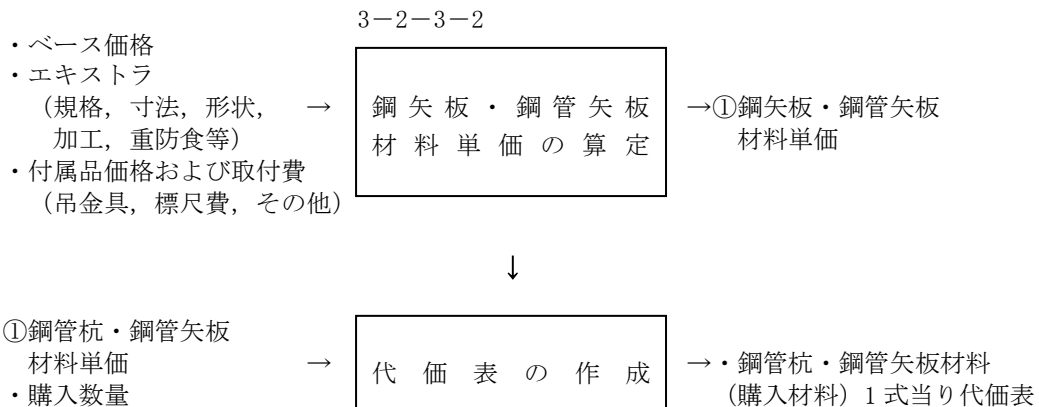 3－2－3－2
・ベース価格
・エキストラ
（規格，寸法，形状，
加工，重防食等）
・付属品価格および取付費
（吊金具，標尺費，その他）
→
鋼矢板・鋼管矢板
材料単価の算定
→①鋼矢板・鋼管矢板
材料単価
↓
①鋼管杭・鋼管矢板
材料単価
・購入数量
→
代価表の作成
→・鋼管杭・鋼管矢板材料
（購入材料）1式当り代価表